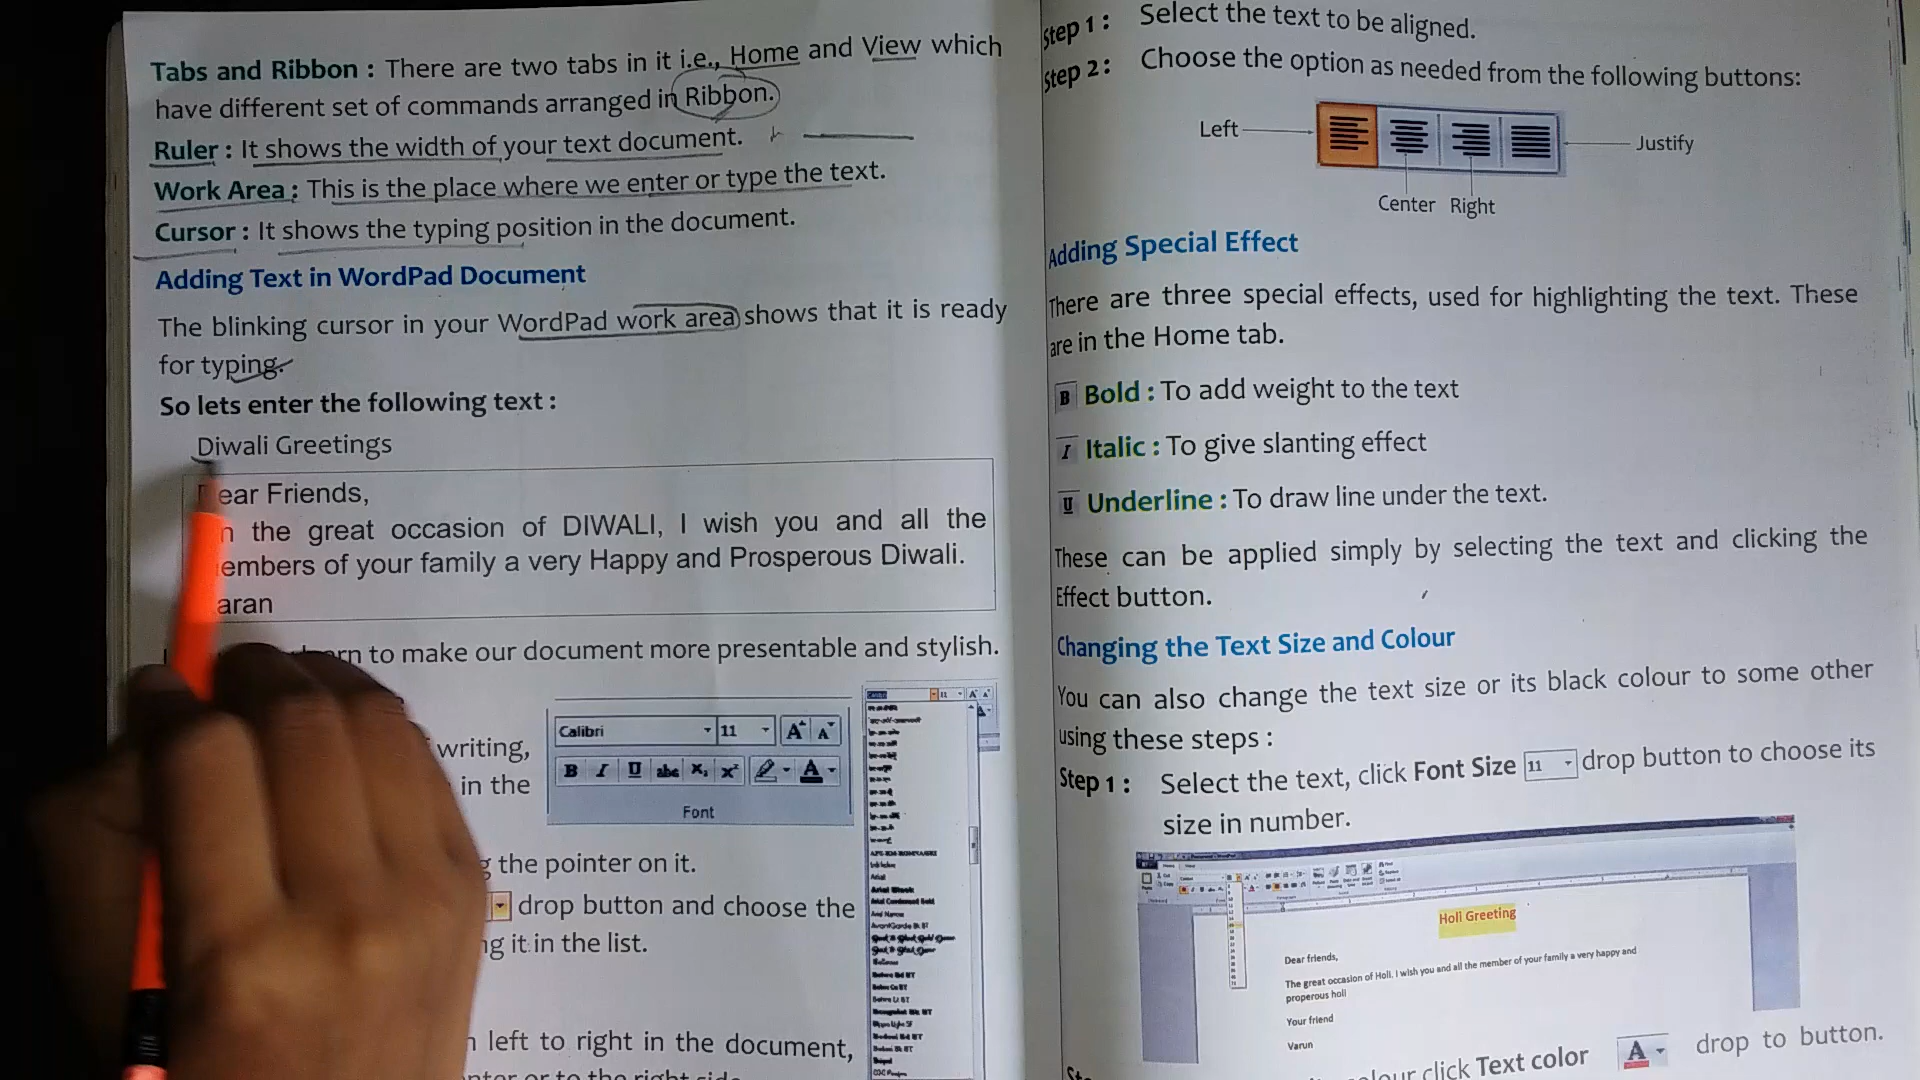 Tabs and Ribbon : There are two tabs in it i.e., Home and View which
have different set of commands arranged in Ribbon.
Ruler : It shows the width of your text document.
Work Area : This is the place where we enter or type the text.
Cursor : It shows the typing position in the document.
Adding Text in WordPad Document
The blinking cursor in your WordPad work area shows that it is ready
for typing.
So lets enter the following text :
Diwali Greetings
Dear Friends,
the great occasion of DIWALI, I wish you and all the
embers of your family a very Happy and Prosperous Diwali.
aran
to make our document more presentable and stylish.
writing,
in the
Calibri 11
B I U abc X₂ X²  A
Font
the pointer on it.
drop button and choose the
it in the list.
left to right in the document,
or to the right side
Step 1 : Select the text to be aligned.
Step 2 : Choose the option as needed from the following buttons:
Left
Justify
Center Right
Adding Special Effect
There are three special effects, used for highlighting the text. These
are in the Home tab.
B Bold : To add weight to the text
I Italic : To give slanting effect
U Underline : To draw line under the text.
These can be applied simply by selecting the text and clicking the
Effect button.
Changing the Text Size and Colour
You can also change the text size or its black colour to some other
using these steps :
Step 1 : Select the text, click Font Size 11 drop button to choose its
size in number.
Holi Greeting
Dear friends,
The great occasion of Holi. I wish you and all the member of your family a very happy and
properous holi
Your friend
Varun
colour click Text color A drop to button.